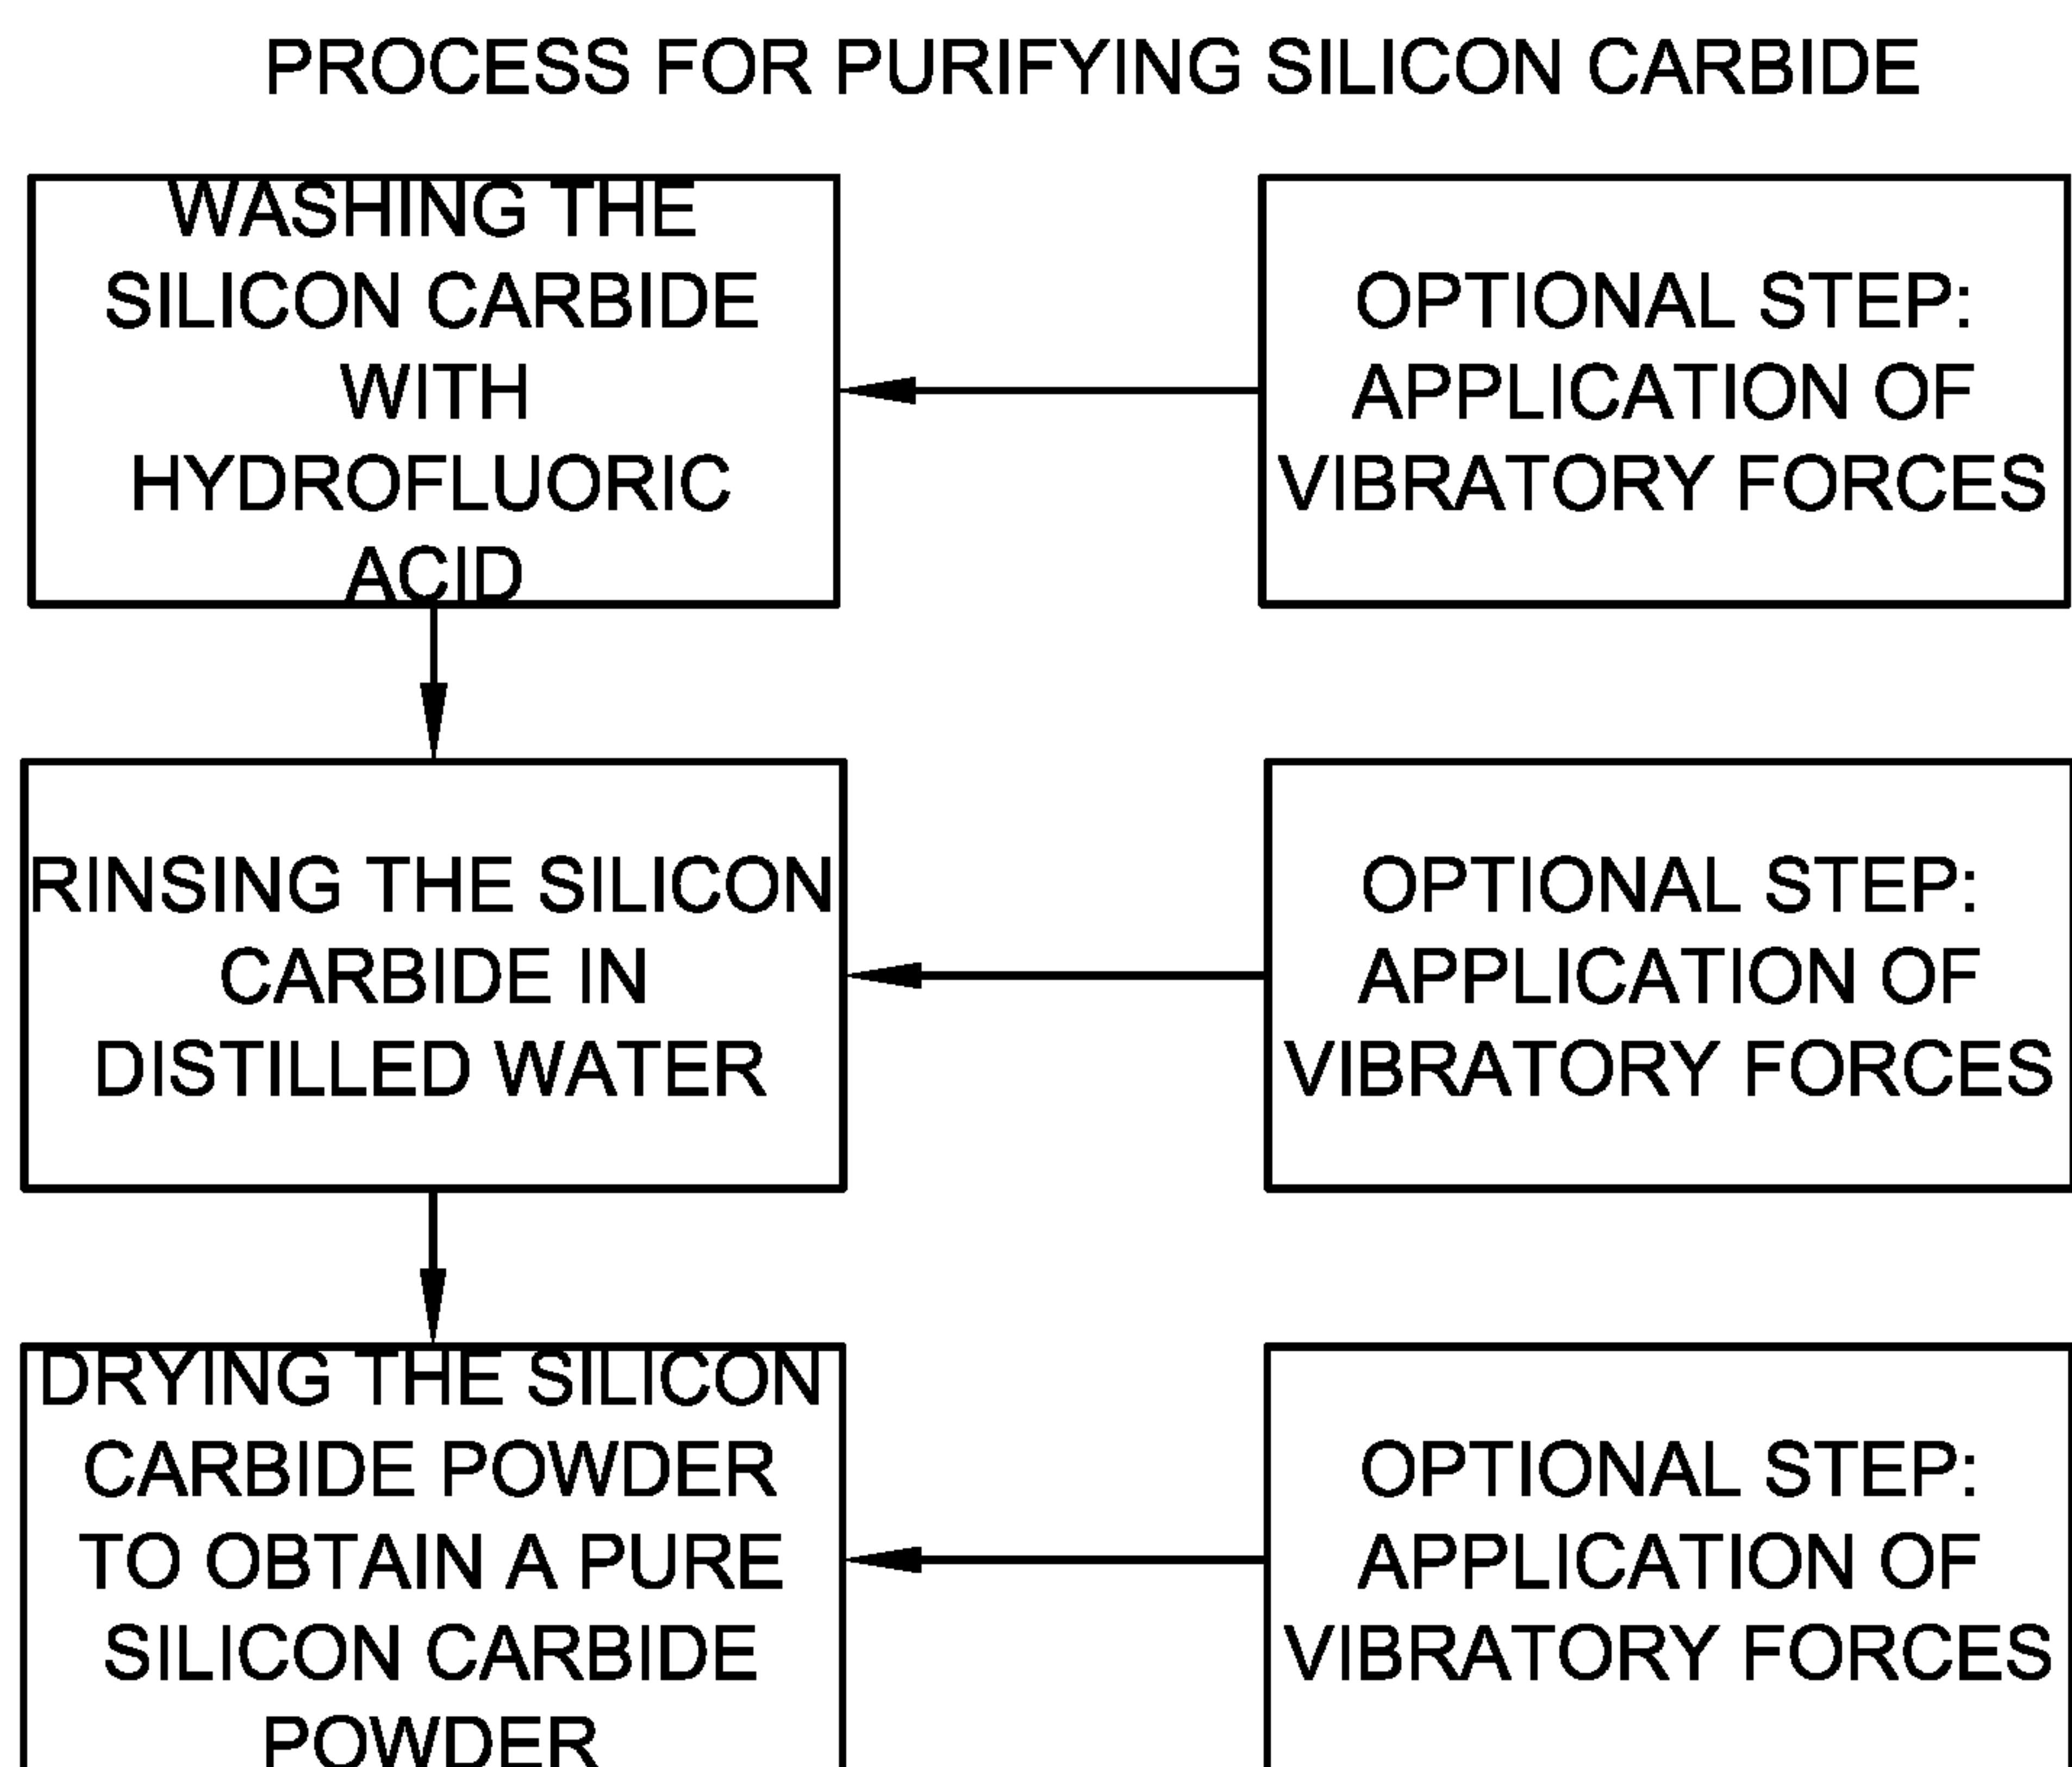 PROCESS FOR PURIFYING SILICON CARBIDE
WASHING THE
SILICON CARBIDE
WITH
HYDROFLUORIC
ACID
OPTIONAL STEP:
APPLICATION OF
VIBRATORY FORCES
RINSING THE SILICON
CARBIDE IN
DISTILLED WATER
OPTIONAL STEP:
APPLICATION OF
VIBRATORY FORCES
DRYING THE SILICON
CARBIDE POWDER
TO OBTAIN A PURE
SILICON CARBIDE
POWDER
OPTIONAL STEP:
APPLICATION OF
VIBRATORY FORCES